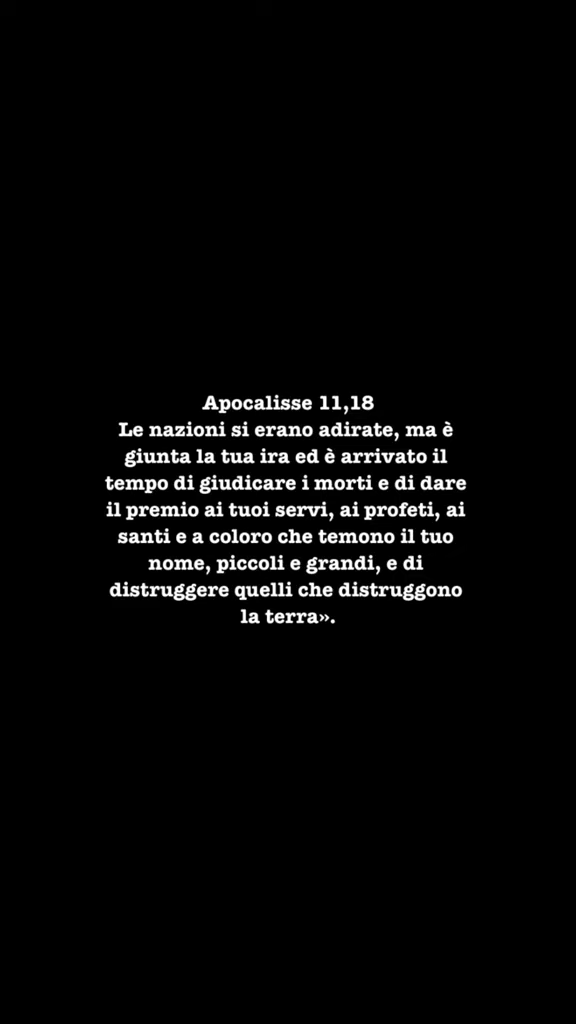 Apocalisse 11,18
Le nazioni si erano adirate, ma è
giunta la tua ira ed è arrivato il
tempo di giudicare i morti e di dare
il premio ai tuoi servi, ai profeti, ai
santi e a coloro che temono il tuo
nome, piccoli e grandi, e di
distruggere quelli che distruggono
la terra».